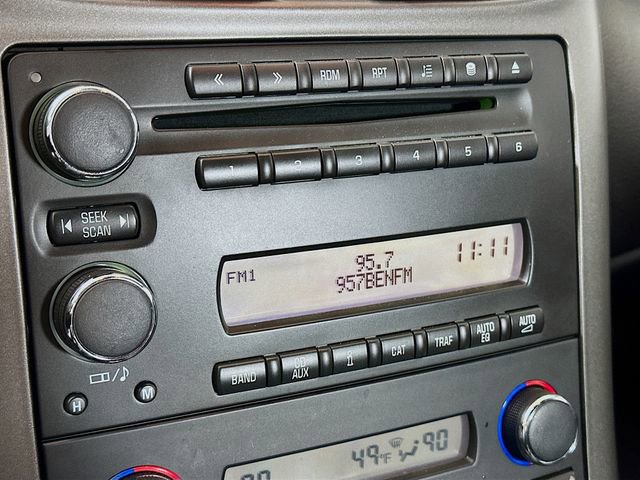 « » RDM RPT
1 2 3 4 5 6
SEEK
SCAN
FM1 95.7 11:11
957BENFM
BAND CD AUX i CAT TRAF AUTO EQ AUTO
H M
49°F 90